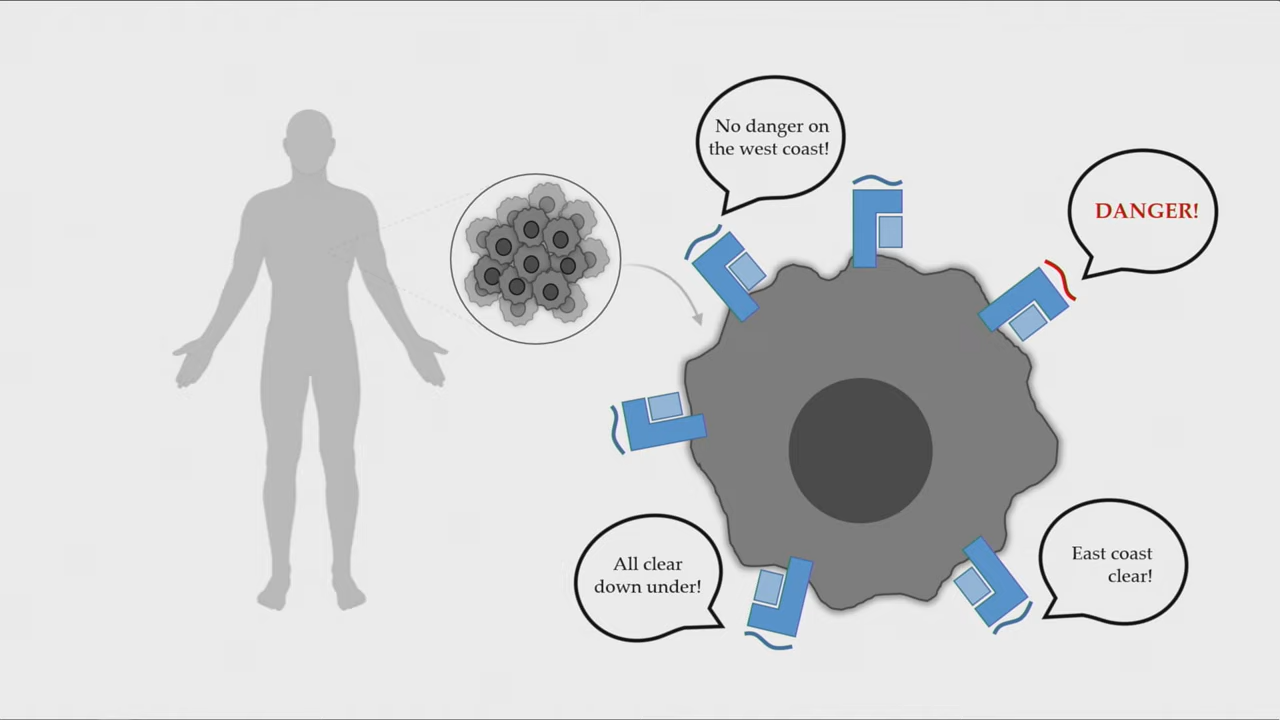 No danger on
the west coast!
DANGER!
All clear
down under!
East coast
clear!